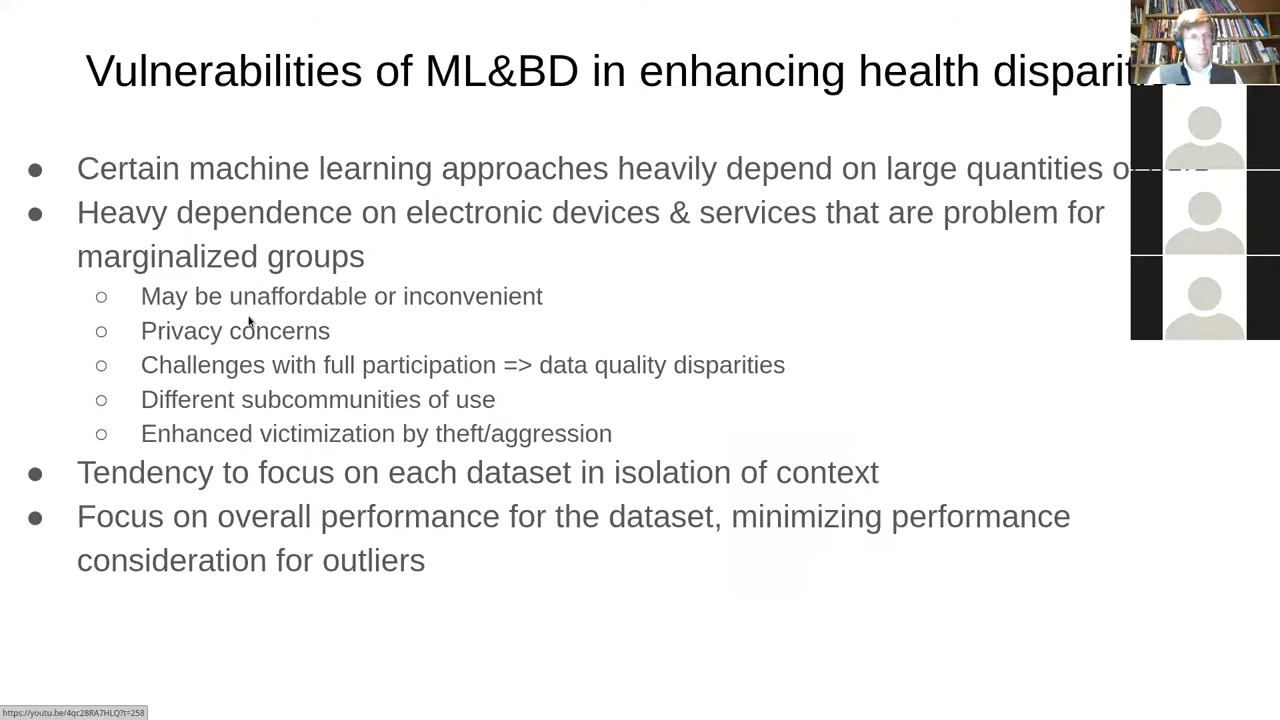 Vulnerabilities of ML&BD in enhancing health
● Certain machine learning approaches heavily depend on large quantities
● Heavy dependence on electronic devices & services that are problem for
marginalized groups
○ May be unaffordable or inconvenient
○ Privacy concerns
○ Challenges with full participation => data quality disparities
○ Different subcommunities of use
○ Enhanced victimization by theft/aggression
● Tendency to focus on each dataset in isolation of context
● Focus on overall performance for the dataset, minimizing performance
consideration for outliers
https://youtu.be/4qc28RA7HLQ?t=258